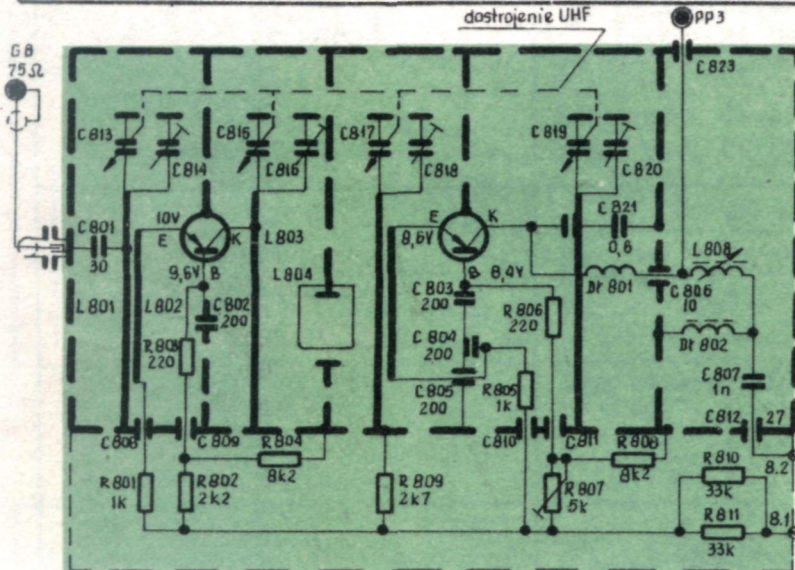 dostrojenie UHF
PP3
GB
75Ω
C823
C813
C814
C815
C816
C817
C818
C819
C820
C801
30
10V
E
K
L803
E
8,6V
K
C821
0,6
L808
9,6V
B
B
8,4V
L804
Dł 801
C806
10
L801
L802
C802
200
C803
200
R806
220
Dł 802
R803
220
C804
200
C805
200
R805
1k
C807
1n
C808
C809
R804
8k2
C810
C811
R808
8k2
C812
27
8.2
R801
1k
R802
2k2
R809
2k7
R807
5k
R810
33k
R811
33k
8.1